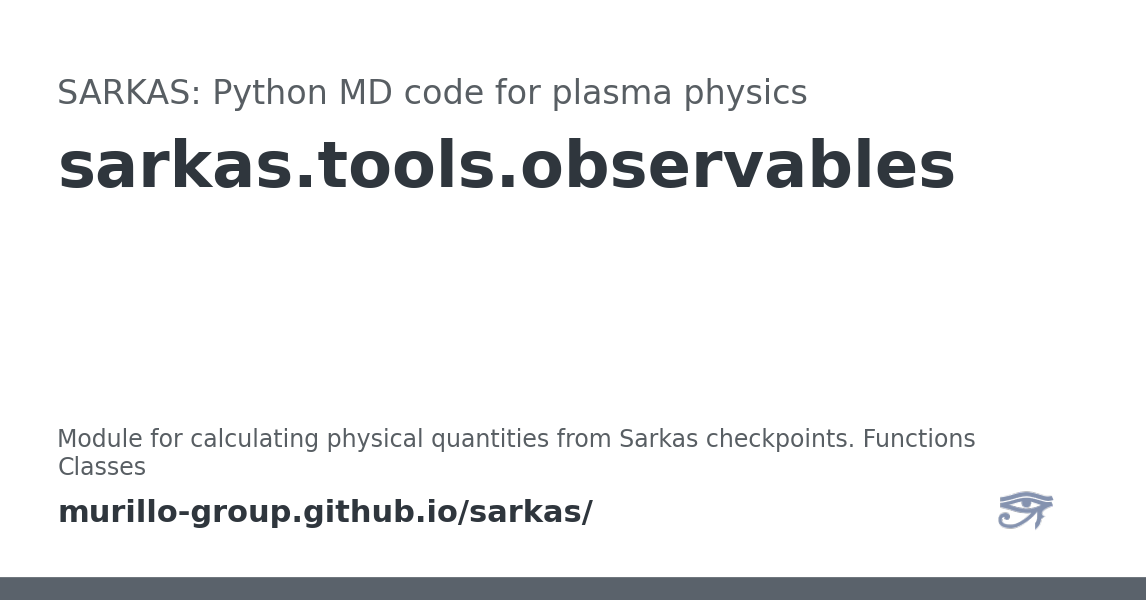 SARKAS: Python MD code for plasma physics
sarkas.tools.observables
Module for calculating physical quantities from Sarkas checkpoints. Functions
Classes
murillo-group.github.io/sarkas/